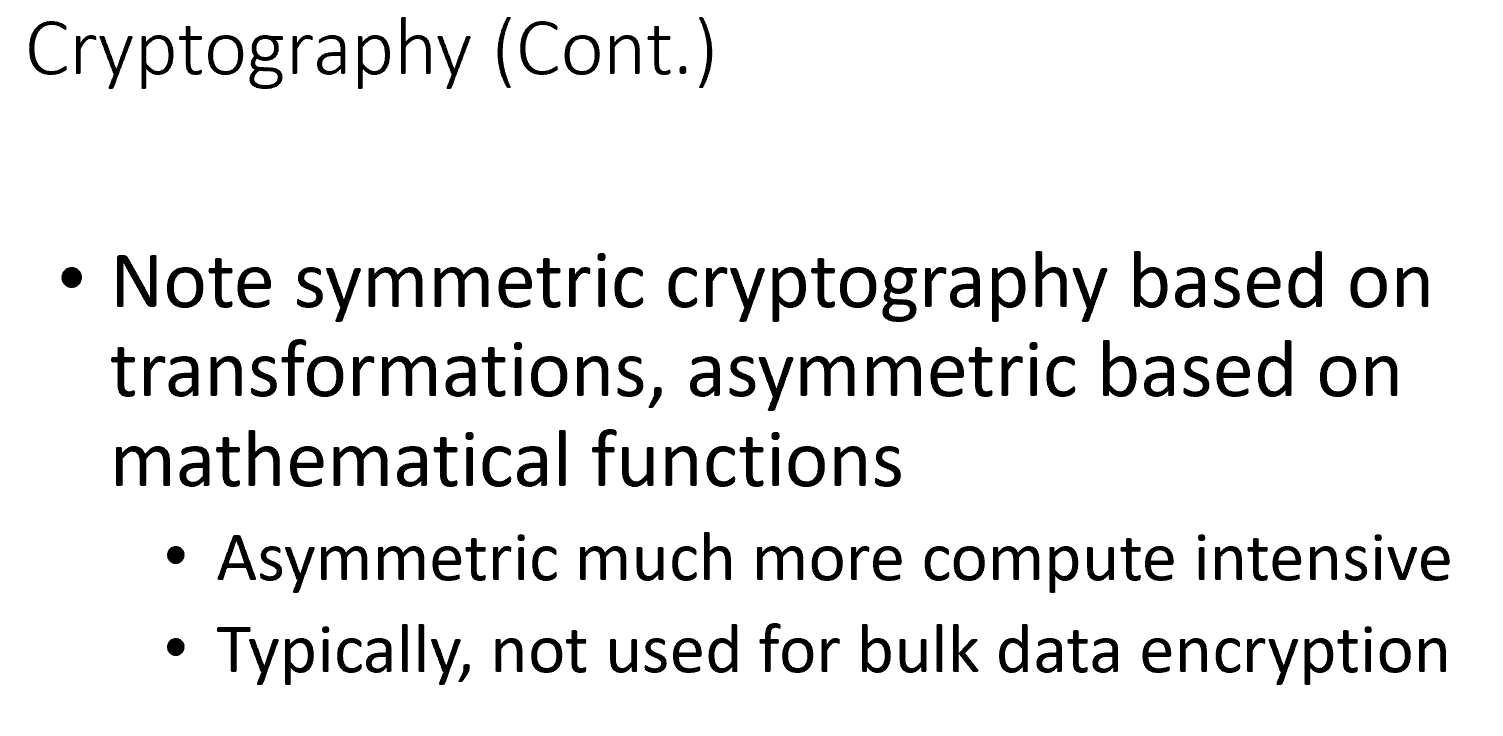 Cryptography (Cont.)
• Note symmetric cryptography based on
transformations, asymmetric based on
mathematical functions
• Asymmetric much more compute intensive
• Typically, not used for bulk data encryption